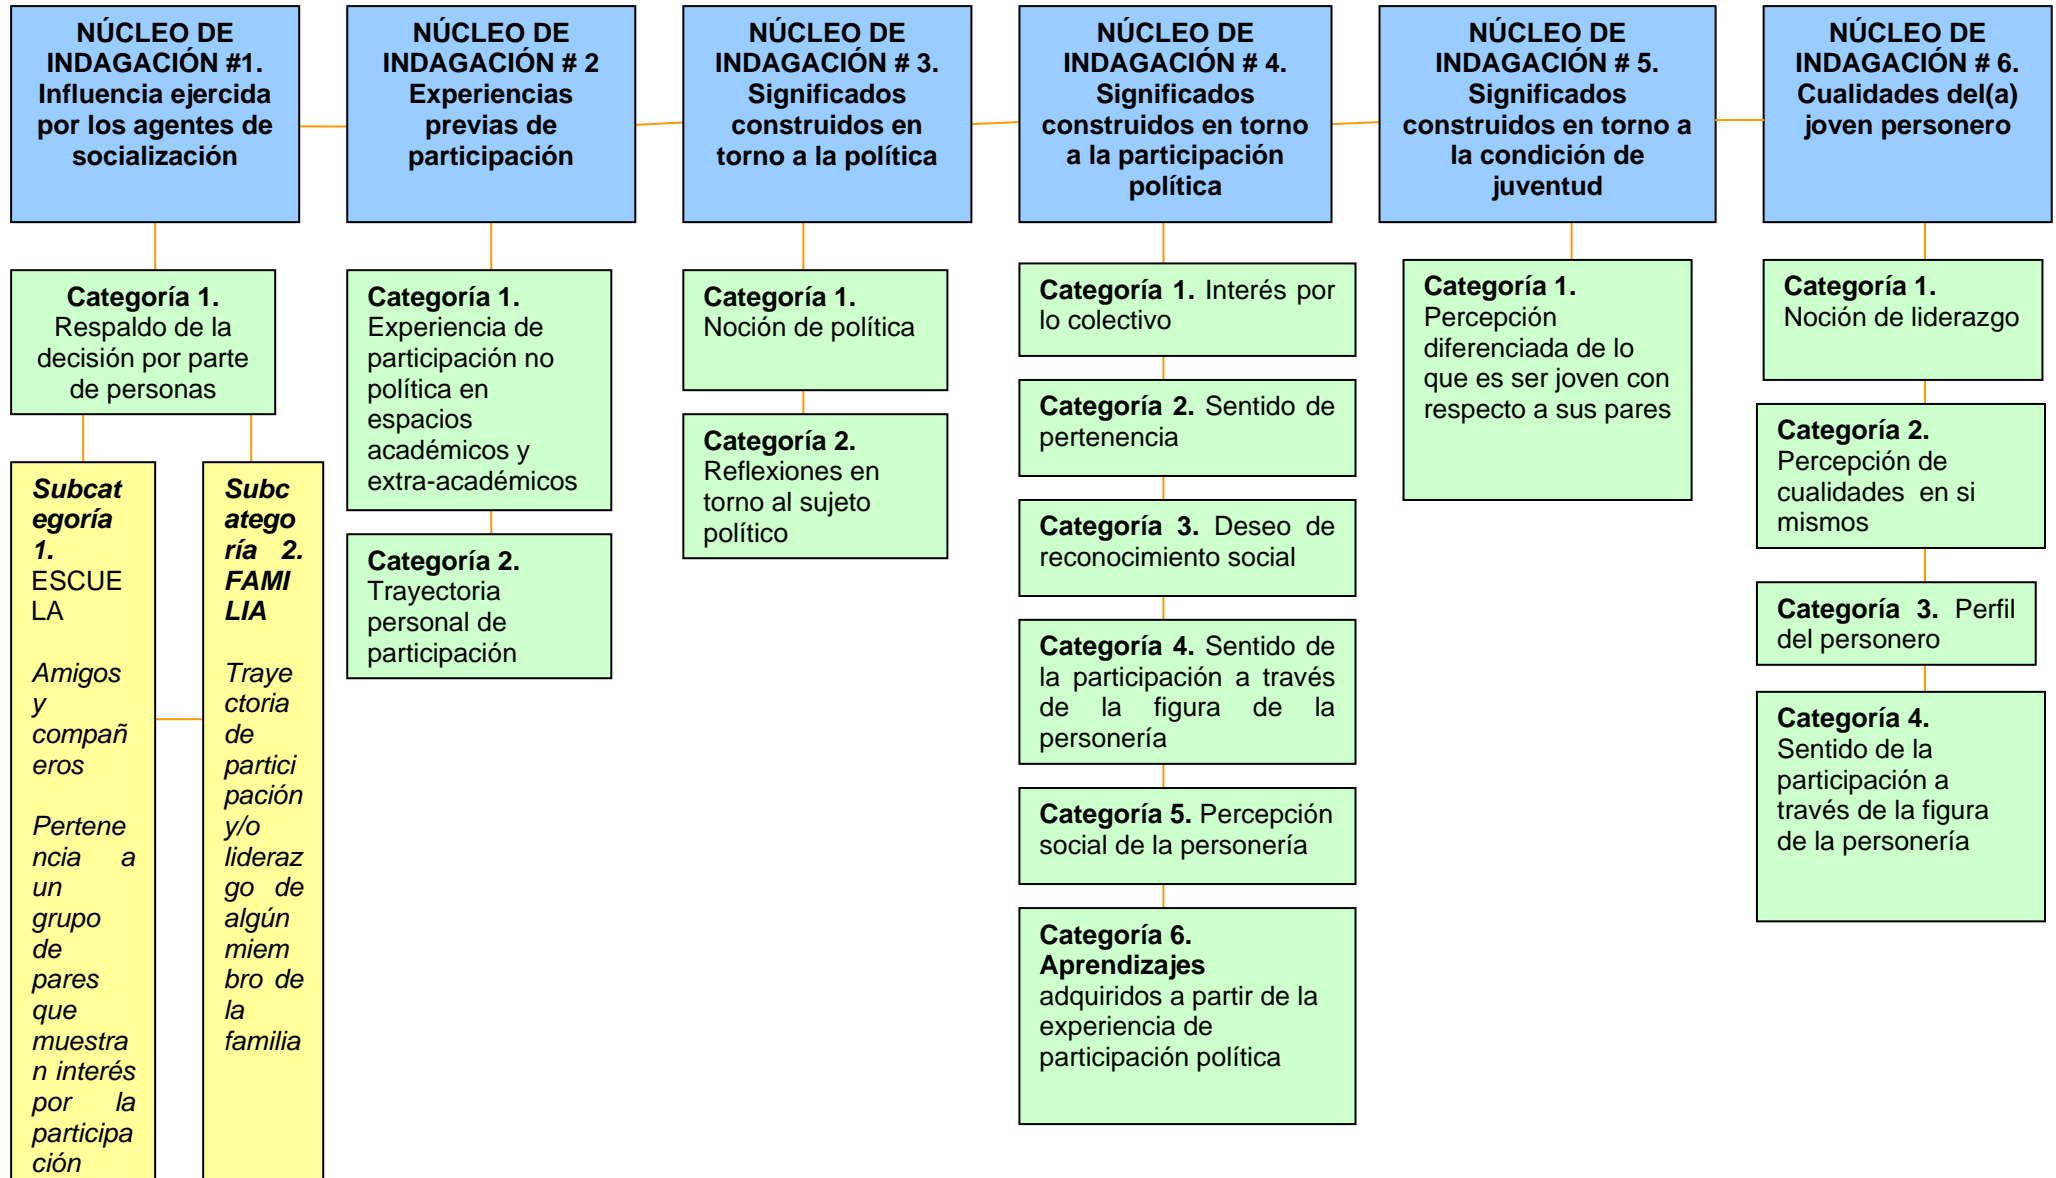 NÚCLEO DE
INDAGACIÓN #1.
Influencia ejercida
por los agentes de
socialización
NÚCLEO DE
INDAGACIÓN # 2
Experiencias
previas de
participación
NÚCLEO DE
INDAGACIÓN # 3.
Significados
construidos en
torno a la política
NÚCLEO DE
INDAGACIÓN # 4.
Significados
construidos en torno
a la participación
política
NÚCLEO DE
INDAGACIÓN # 5.
Significados
construidos en torno a
la condición de
juventud
NÚCLEO DE
INDAGACIÓN # 6.
Cualidades del(a)
joven personero
Categoría 1.
Respaldo de la
decisión por parte
de personas
Subcat
egoría
1.
ESCUE
LA
Amigos
y
compañ
eros
Pertene
ncia a
un
grupo
de
pares
que
muestra
n interés
por la
participa
ción
Subc
atego
ría 2.
FAMI
LIA
Traye
ctoria
de
partici
pación
y/o
lideraz
go de
algún
miem
bro de
la
familia
Categoría 1.
Experiencia de
participación no
política en
espacios
académicos y
extra-académicos
Categoría 2.
Trayectoria
personal de
participación
Categoría 1.
Noción de política
Categoría 2.
Reflexiones en
torno al sujeto
político
Categoría 1. Interés por
lo colectivo
Categoría 2. Sentido de
pertenencia
Categoría 3. Deseo de
reconocimiento social
Categoría 4. Sentido de
la participación a través
de la figura de la
personería
Categoría 5. Percepción
social de la personería
Categoría 6.
Aprendizajes
adquiridos a partir de la
experiencia de
participación política
Categoría 1.
Percepción
diferenciada de lo
que es ser joven con
respecto a sus pares
Categoría 1.
Noción de liderazgo
Categoría 2.
Percepción de
cualidades en si
mismos
Categoría 3. Perfil
del personero
Categoría 4.
Sentido de la
participación a
través de la figura
de la personería